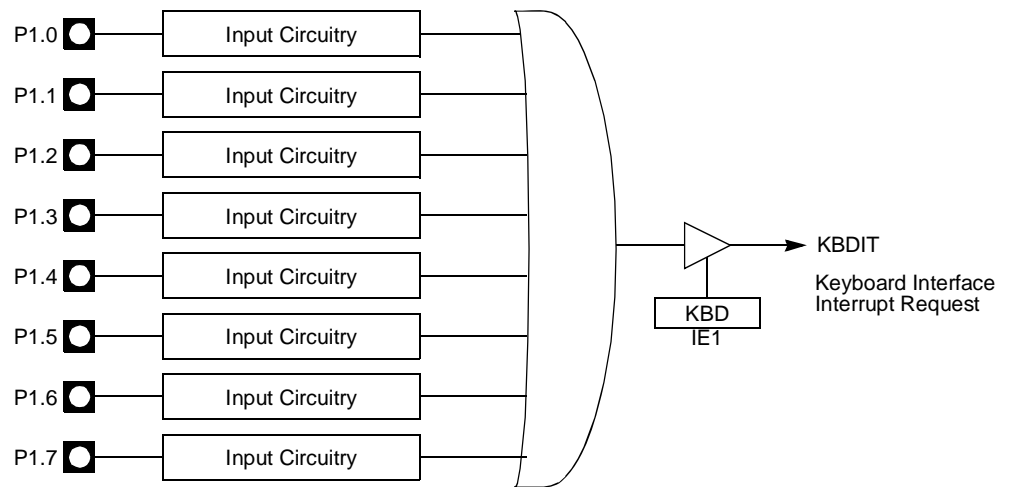 P1.0 Input Circuitry
P1.1 Input Circuitry
P1.2 Input Circuitry
P1.3 Input Circuitry
P1.4 Input Circuitry
P1.5 Input Circuitry
P1.6 Input Circuitry
P1.7 Input Circuitry
KBDIT
Keyboard Interface
Interrupt Request
KBD
IE1